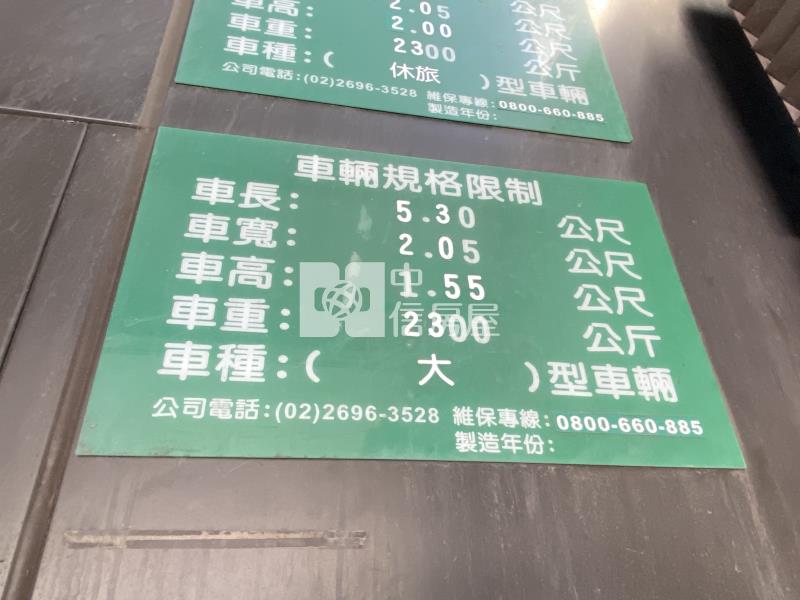 車高: 2.05 公尺
車重: 2.00 公尺
車種:( 2300 公尺
休旅 公斤
)型車輛
公司電話:(02)2696-3528 維保專線:0800-660-885
製造年份:
車輛規格限制
車長: 5.30 公尺
車寬: 2.05 公尺
車高: 1.55 公尺
車重: 2300 公斤
車種:( 大 )型車輛
公司電話:(02)2696-3528 維保專線:0800-660-885
製造年份:
中信房屋